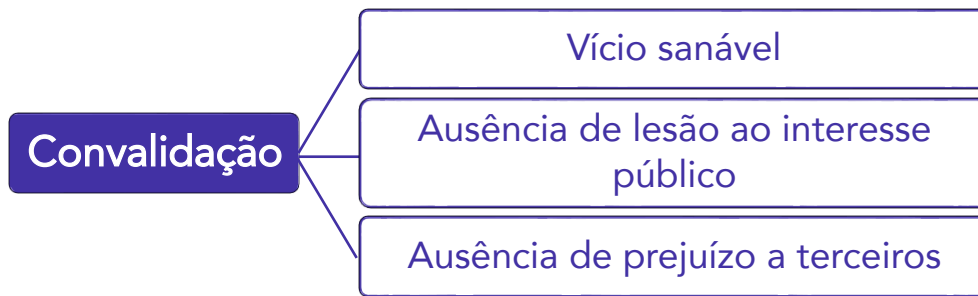 Convalidação
Vício sanável
Ausência de lesão ao interesse
público
Ausência de prejuízo a terceiros